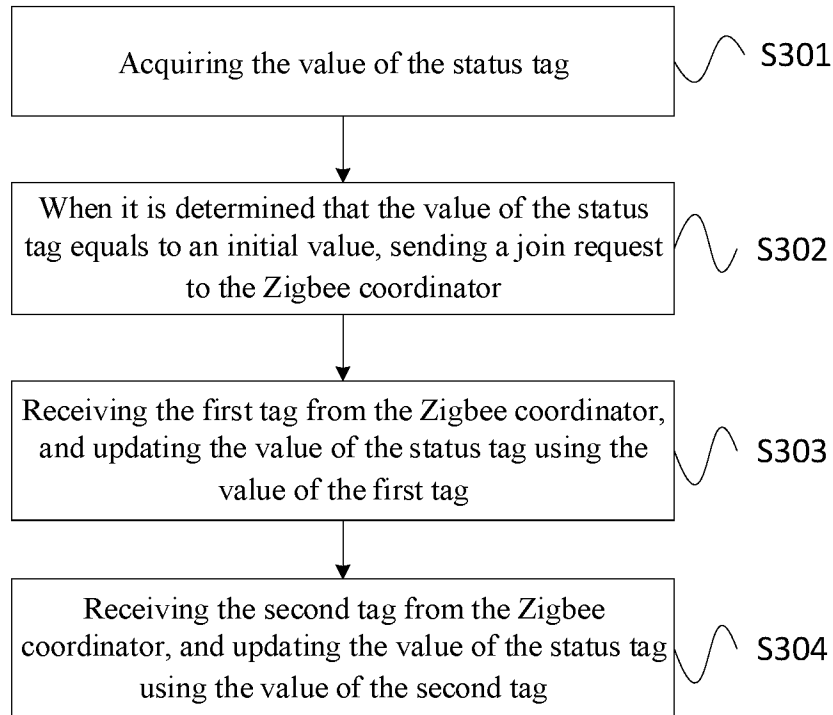 Acquiring the value of the status tag
S301
When it is determined that the value of the status
tag equals to an initial value, sending a join request
to the Zigbee coordinator
S302
Receiving the first tag from the Zigbee coordinator,
and updating the value of the status tag using the
value of the first tag
S303
Receiving the second tag from the Zigbee
coordinator, and updating the value of the status tag
using the value of the second tag
S304